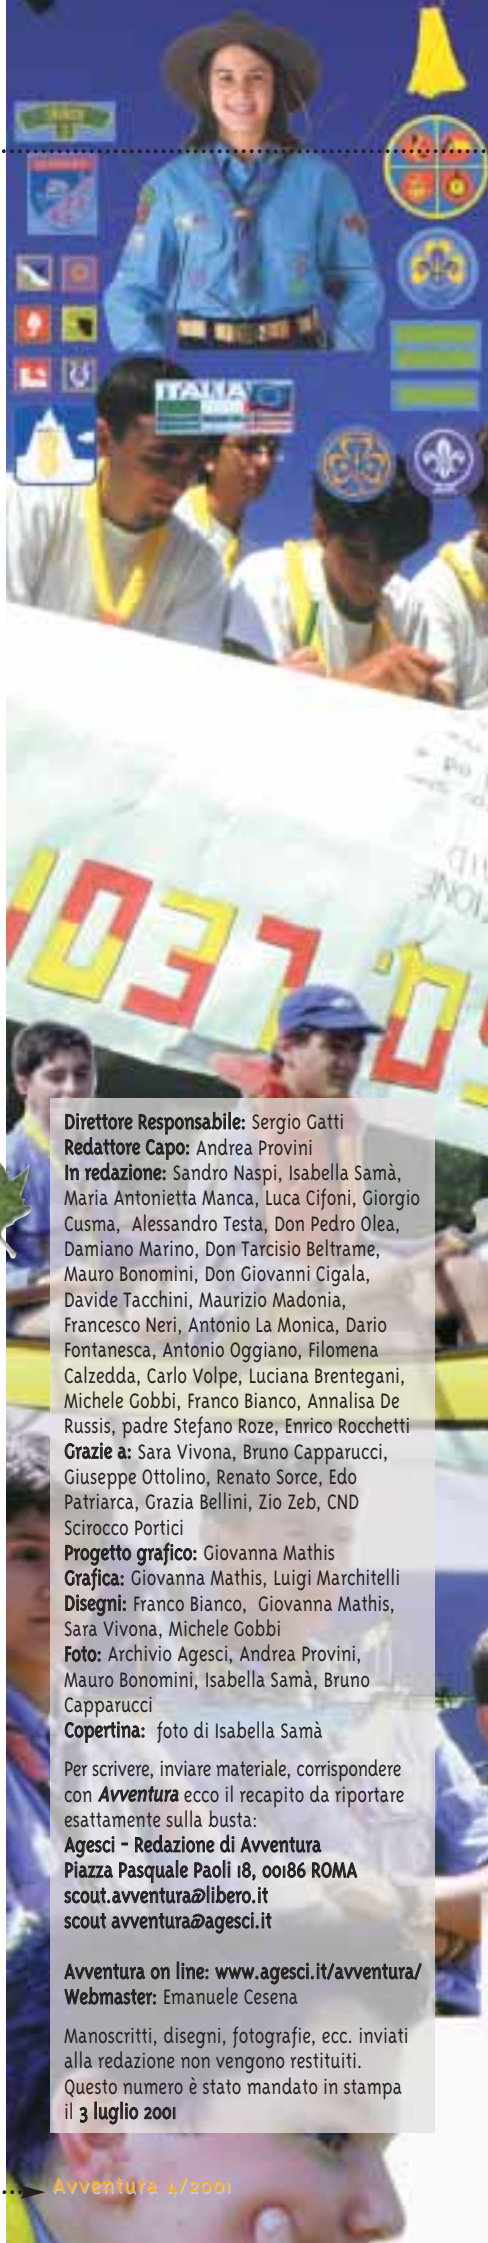 ITALIA
Direttore Responsabile: Sergio Gatti
Redattore Capo: Andrea Provini
In redazione: Sandro Naspi, Isabella Samà,
Maria Antonietta Manca, Luca Cifoni, Giorgio
Cusma, Alessandro Testa, Don Pedro Olea,
Damiano Marino, Don Tarcisio Beltrame,
Mauro Bonomini, Don Giovanni Cigala,
Davide Tacchini, Maurizio Madonia,
Francesco Neri, Antonio La Monica, Dario
Fontanesca, Antonio Oggiano, Filomena
Calzedda, Carlo Volpe, Luciana Brentegani,
Michele Gobbi, Franco Bianco, Annalisa De
Russis, padre Stefano Roze, Enrico Rocchetti
Grazie a: Sara Vivona, Bruno Capparucci,
Giuseppe Ottolino, Renato Sorce, Edo
Patriarca, Grazia Bellini, Zio Zeb, CND
Scirocco Portici
Progetto grafico: Giovanna Mathis
Grafica: Giovanna Mathis, Luigi Marchitelli
Disegni: Franco Bianco, Giovanna Mathis,
Sara Vivona, Michele Gobbi
Foto: Archivio Agesci, Andrea Provini,
Mauro Bonomini, Isabella Samà, Bruno
Capparucci
Copertina: foto di Isabella Samà
Per scrivere, inviare materiale, corrispondere
con Avventura ecco il recapito da riportare
esattamente sulla busta:
Agesci - Redazione di Avventura
Piazza Pasquale Paoli 18, 00186 ROMA
scout.avventura@libero.it
scout avventura@agesci.it
Avventura on line: www.agesci.it/avventura/
Webmaster: Emanuele Cesena
Manoscritti, disegni, fotografie, ecc. inviati
alla redazione non vengono restituiti.
Questo numero è stato mandato in stampa
il 3 luglio 2001
Avventura 4/2001